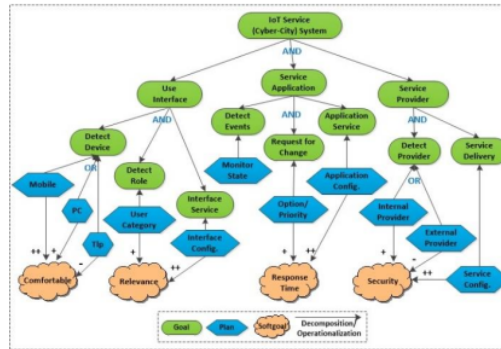 IoT Service
(Cyber-City) System
AND
Use
Interface
Service
Application
Service
Provider
AND
AND
AND
Detect
Device
Detect
Events
Application
Service
Request for
Change
Detect
Provider
Service
Delivery
OR
Detect
Role
Monitor
State
OR
Mobile
PC
Tlp
User
Category
Interface
Service
Interface
Config.
Option/
Priority
Application
Config.
Internal
Provider
External
Provider
Service
Config.
++
+
-
+
++
+
++
+
-
++
Comfortable
Relevance
Response
Time
Security
Goal
Plan
Softgoal
Decomposition/
Operationalization